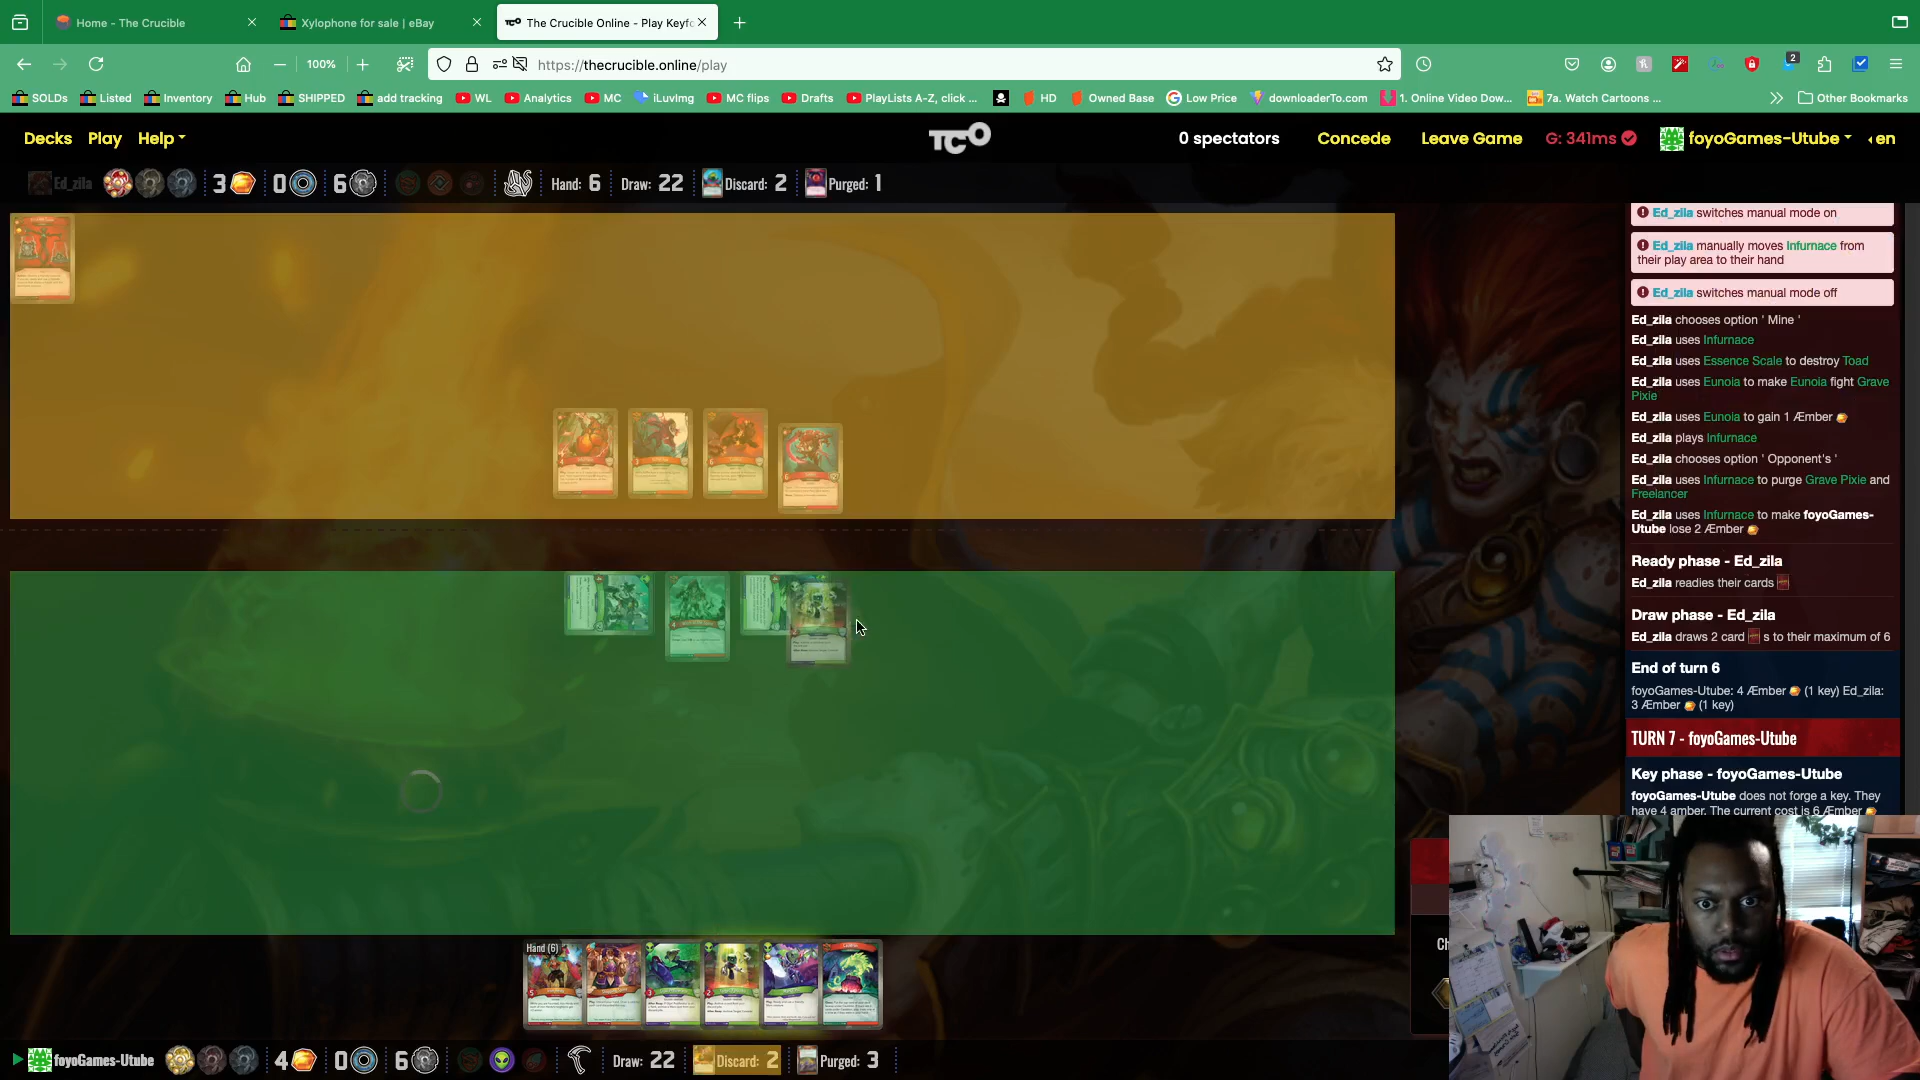 Home - The Crucible
Xylophone for sale | eBay
TCO The Crucible Online - Play Keyf
100%
https://thecrucible.online/play
2
SOLDs
Listed
Inventory
Hub
SHIPPED
add tracking
WL
Analytics
MC
iLuvImg
MC flips
Drafts
PlayLists A-Z, click ...
HD
Owned Base
Low Price
downloaderTo.com
1. Online Video Dow...
7a. Watch Cartoons ...
Other Bookmarks
Decks
Play
Help
TCO
0 spectators
Concede
Leave Game
G: 341ms
foyoGames-Utube
en
Ed_zila
3
0
6
Hand: 6
Draw: 22
Discard: 2
Purged: 1
Ed_zila switches manual mode on
Ed_zila manually moves Infurnace from
their play area to their hand
Ed_zila switches manual mode off
Ed_zila chooses option ' Mine '
Ed_zila uses Infurnace
Ed_zila uses Essence Scale to destroy Toad
Ed_zila uses Eunoia to make Eunoia fight Grave
Pixie
Ed_zila uses Eunoia to gain 1 Æmber
Ed_zila plays Infurnace
Ed_zila chooses option ' Opponent's '
Ed_zila uses Infurnace to purge Grave Pixie and
Freelancer
Ed_zila uses Infurnace to make foyoGames-
Utube lose 2 Æmber
Ready phase - Ed_zila
Ed_zila readies their cards
Draw phase - Ed_zila
Ed_zila draws 2 card s to their maximum of 6
End of turn 6
foyoGames-Utube: 4 Æmber (1 key) Ed_zila:
3 Æmber (1 key)
TURN 7 - foyoGames-Utube
Key phase - foyoGames-Utube
foyoGames-Utube does not forge a key. They
have 4 amber. The current cost is 6 Æmber
Ch
Hand (6)
foyoGames-Utube
4
0
6
Draw: 22
Discard: 2
Purged: 3